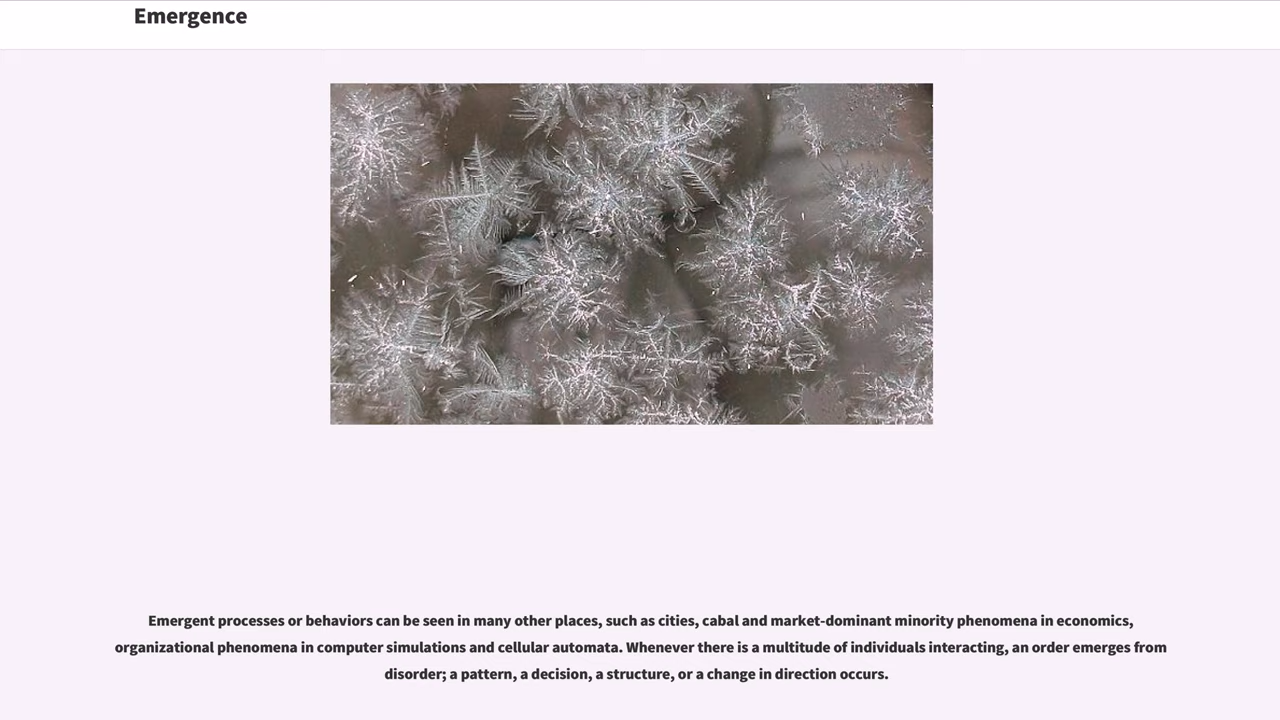 Emergence
Emergent processes or behaviors can be seen in many other places, such as cities, cabal and market-dominant minority phenomena in economics,
organizational phenomena in computer simulations and cellular automata. Whenever there is a multitude of individuals interacting, an order emerges from
disorder; a pattern, a decision, a structure, or a change in direction occurs.